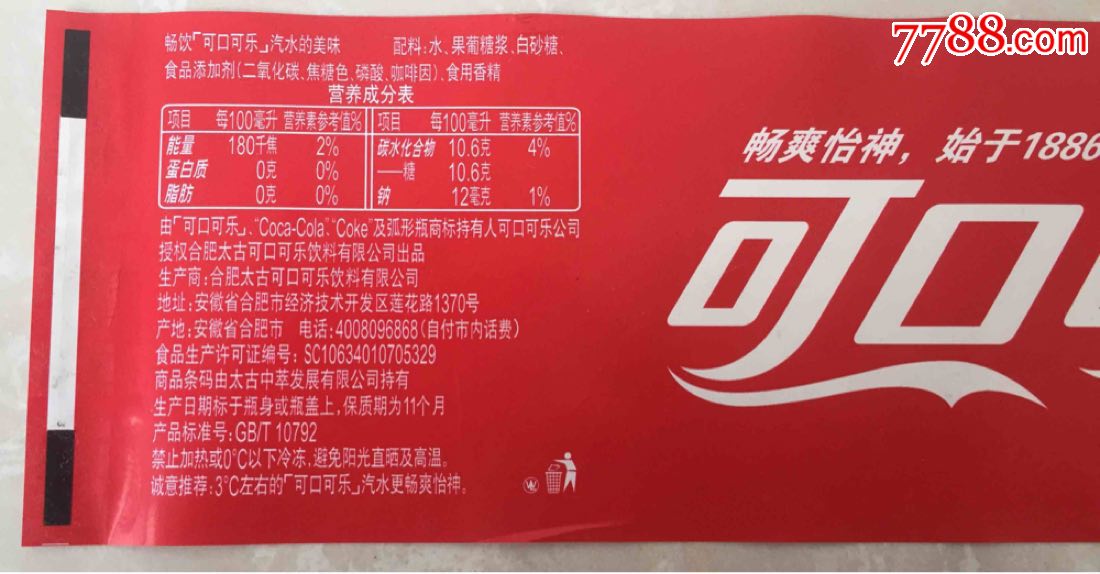 7788.com
畅饮「可口可乐」汽水的美味 配料:水、果葡糖浆、白砂糖、
食品添加剂(二氧化碳、焦糖色、磷酸、咖啡因)、食用香精
营养成分表
项目 每100毫升 营养素参考值% 项目 每100毫升 营养素参考值%
能量 180千焦 2% 碳水化合物 10.6克 4%
蛋白质 0克 0% ——糖 10.6克
脂肪 0克 0% 钠 12毫克 1%
由「可口可乐」、“Coca-Cola”、“Coke”及弧形瓶商标持有人可口可乐公司
授权合肥太古可口可乐饮料有限公司出品
生产商:合肥太古可口可乐饮料有限公司
地址:安徽省合肥市经济技术开发区莲花路1370号
产地:安徽省合肥市 电话:4008096868(自付市内话费)
食品生产许可证编号:SC10634010705329
商品条码由太古中萃发展有限公司持有
生产日期标于瓶身或瓶盖上,保质期为11个月
产品标准号:GB/T 10792
禁止加热或0℃以下冷冻,避免阳光直晒及高温。
诚意推荐:3℃左右的「可口可乐」汽水更畅爽怡神。
畅爽怡神,始于1886
可口